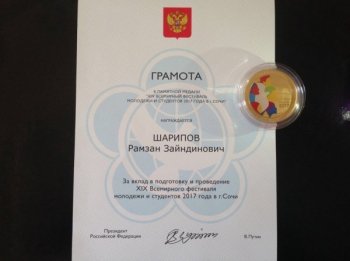 ГРАМОТА
К ПАМЯТНОЙ МЕДАЛИ
"XIX ВСЕМИРНЫЙ ФЕСТИВАЛЬ
МОЛОДЕЖИ И СТУДЕНТОВ 2017 ГОДА В Г.СОЧИ"
НАГРАЖДАЕТСЯ
ШАРИПОВ
Рамзан Зайндинович
За вклад в подготовку и проведение
XIX Всемирного фестиваля
молодежи и студентов 2017 года в г.Сочи
Президент
Российской Федерации
В.Путин